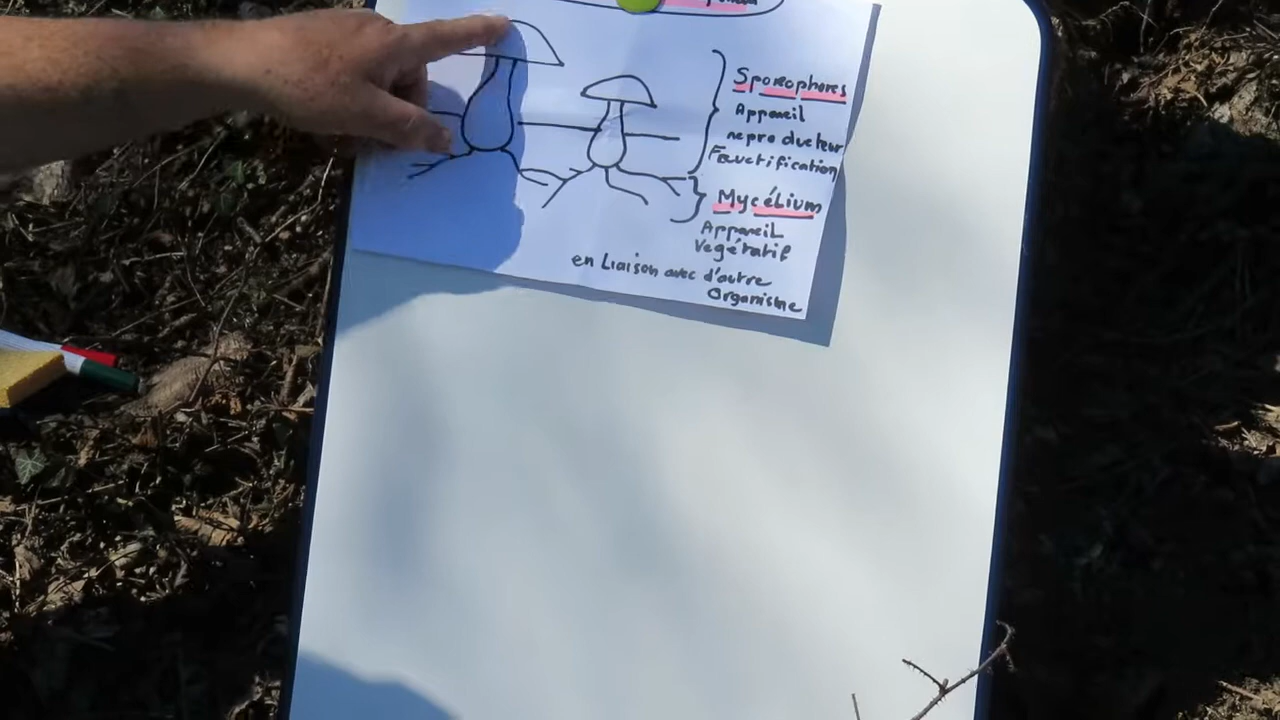 Sporophores
Appareil
reproducteur
Fructification
Mycélium
Appareil
Végétatif
en Liaison avec d'autre
Organisme